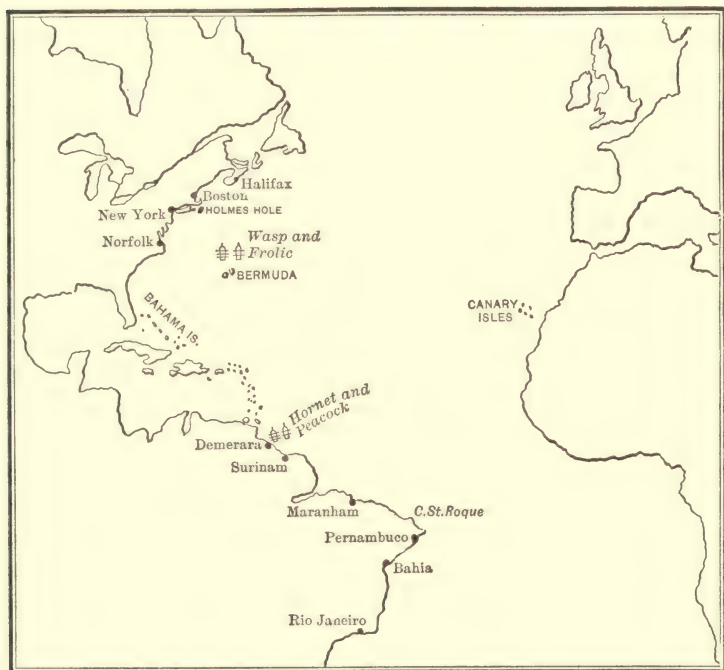 Halifax
Boston
New York
HOLMES HOLE
Norfolk
Wasp and
Frolic
BERMUDA
BAHAMA IS.
CANARY
ISLES
Hornet and
Peacock
Demerara
Surinam
Maranham
C.St.Roque
Pernambuco
Bahia
Rio Janeiro